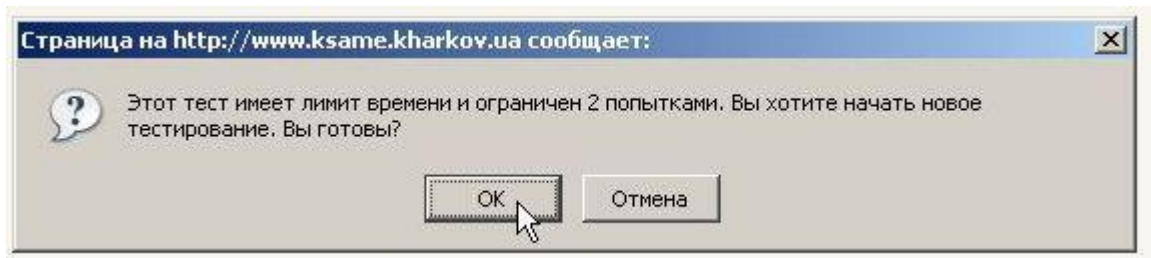 Страница на http://www.ksame.kharkov.ua сообщает:
Этот тест имеет лимит времени и ограничен 2 попытками. Вы хотите начать новое
тестирование. Вы готовы?
OK
Отмена